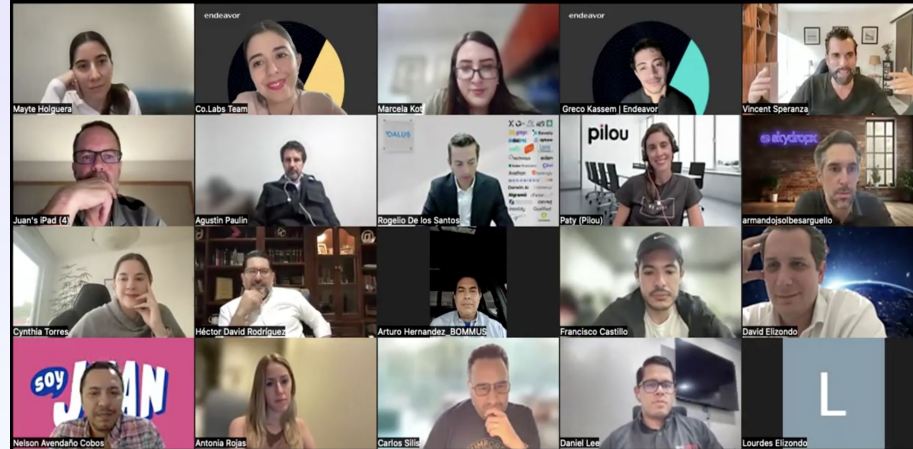 endeavor
endeavor
Mayte Holguera
Co.Labs Team
Marcela Kot
Greco Kassem | Endeavor
Vincent Speranza
DALUS
pilou
skydropx
Juan's iPad (4)
Agustin Paulín
Rogelio De los Santos
Paty (Pilou)
armandojsolbesarguello
Cynthia Torres
Héctor David Rodríguez
Arturo Hernandez_BOMMUS
Francisco Castillo
David Elizondo
SOY
JUAN
L
Nelson Avendaño Cobos
Antonia Rojas
Carlos Silis
Daniel Lee
Lourdes Elizondo